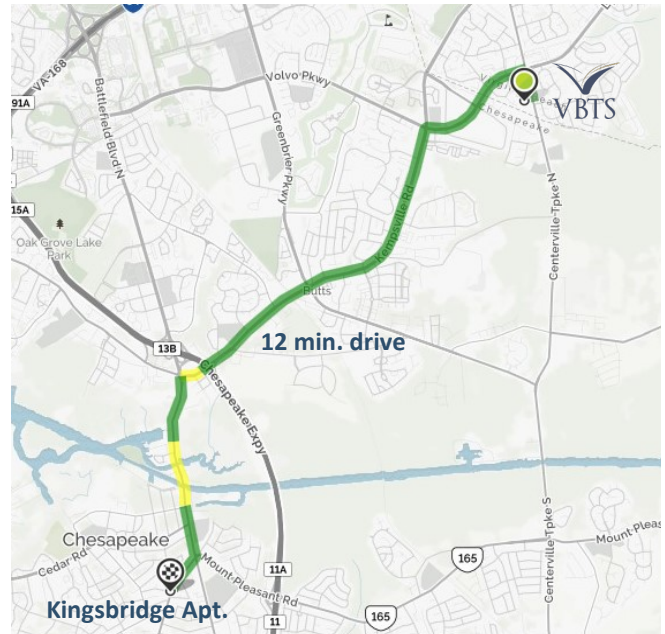 VA-168
91A
Battlefield Blvd N
Volvo Pkwy
VBTS
Chesapeake
Greenbrier Pkwy
15A
Oak Grove Lake
Park
Kempsville Rd
Centerville Tpke N
Butts
13B
12 min. drive
Chesapeake Expy
Chesapeake
Cedar Rd
Mount Pleasant Rd
11A
165
Centerville Tpke S
Mount Pleasant
Kingsbridge Apt.
11
165